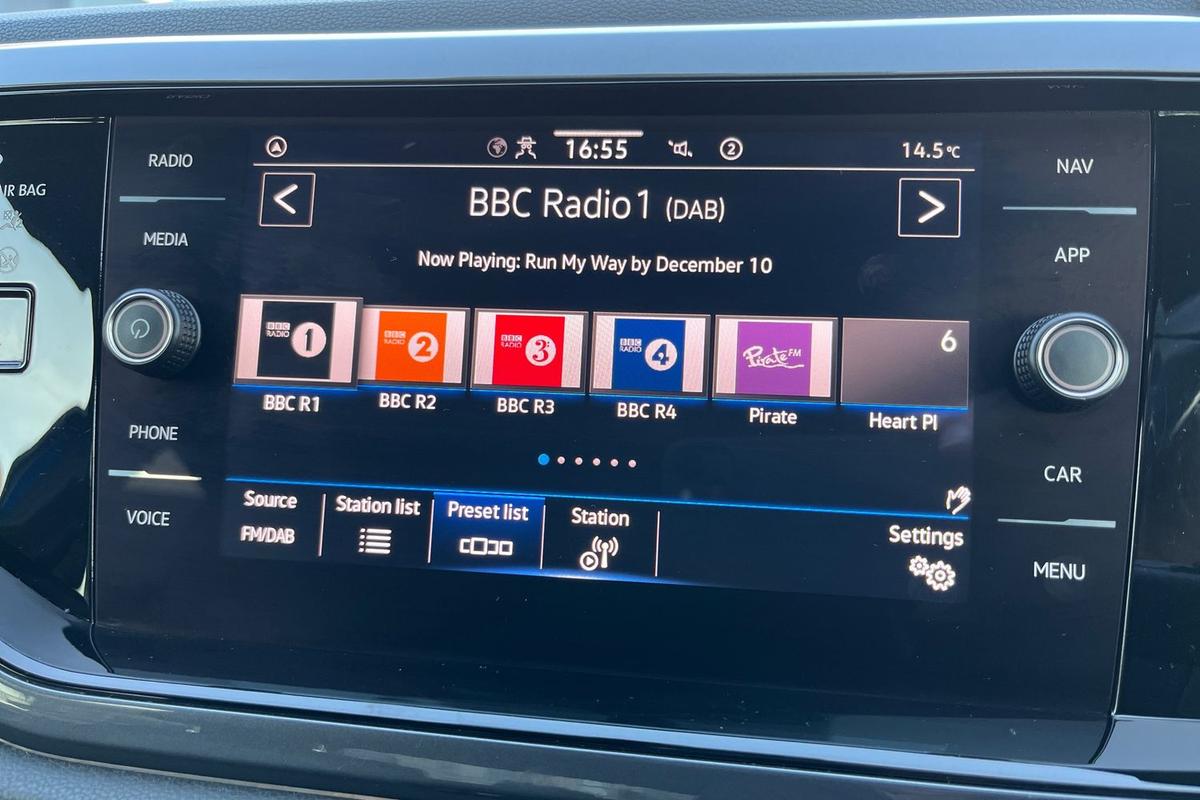 RADIO
MEDIA
PHONE
VOICE
IR BAG
16:55
2
14.5°C
<
BBC Radio1 (DAB)
>
Now Playing: Run My Way by December 10
BBC RADIO 1
BBC RADIO 2
BBC RADIO 3
BBC RADIO 4
Pirate FM
6
BBC R1
BBC R2
BBC R3
BBC R4
Pirate
Heart Pl
Source
FM/DAB
Station list
Preset list
Station
Settings
NAV
APP
CAR
MENU